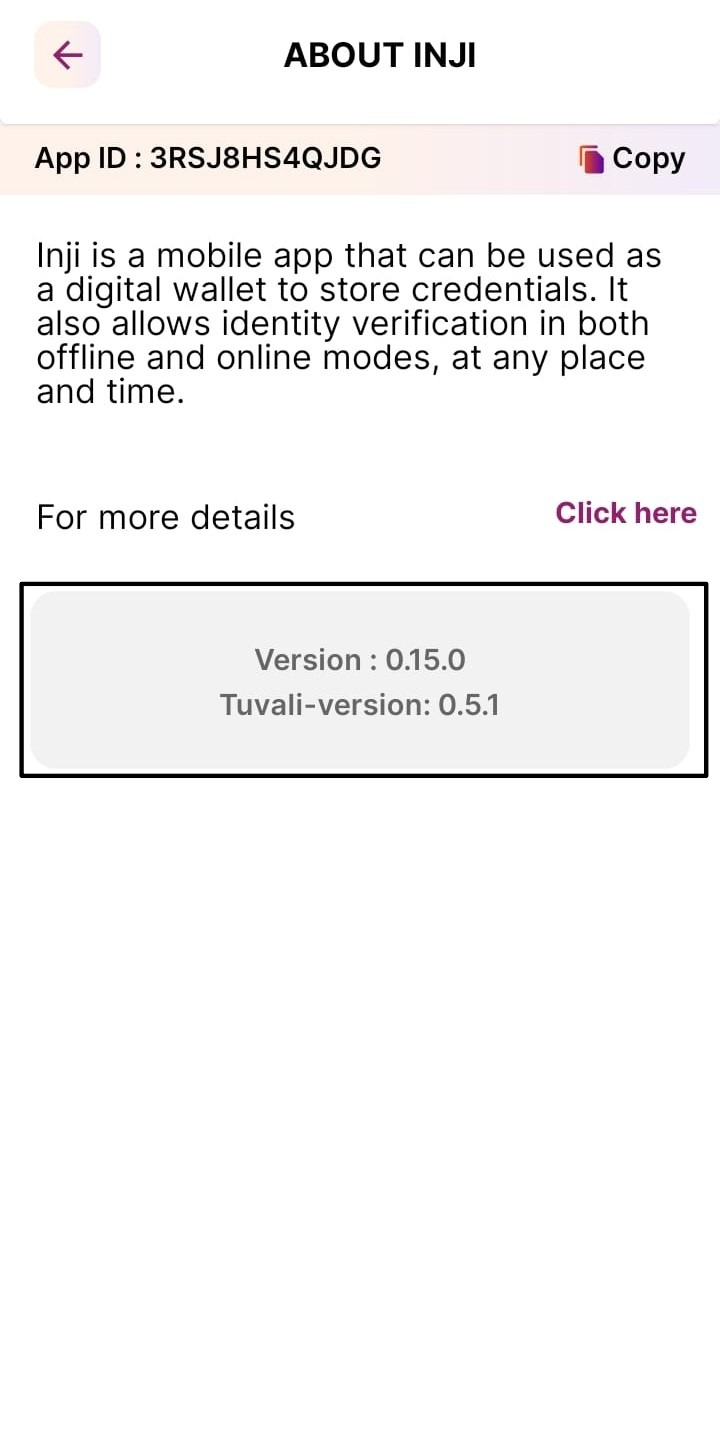 ABOUT INJI
App ID : 3RSJ8HS4QJDG Copy
Inji is a mobile app that can be used as
a digital wallet to store credentials. It
also allows identity verification in both
offline and online modes, at any place
and time.
For more details Click here
Version : 0.15.0
Tuvali-version: 0.5.1